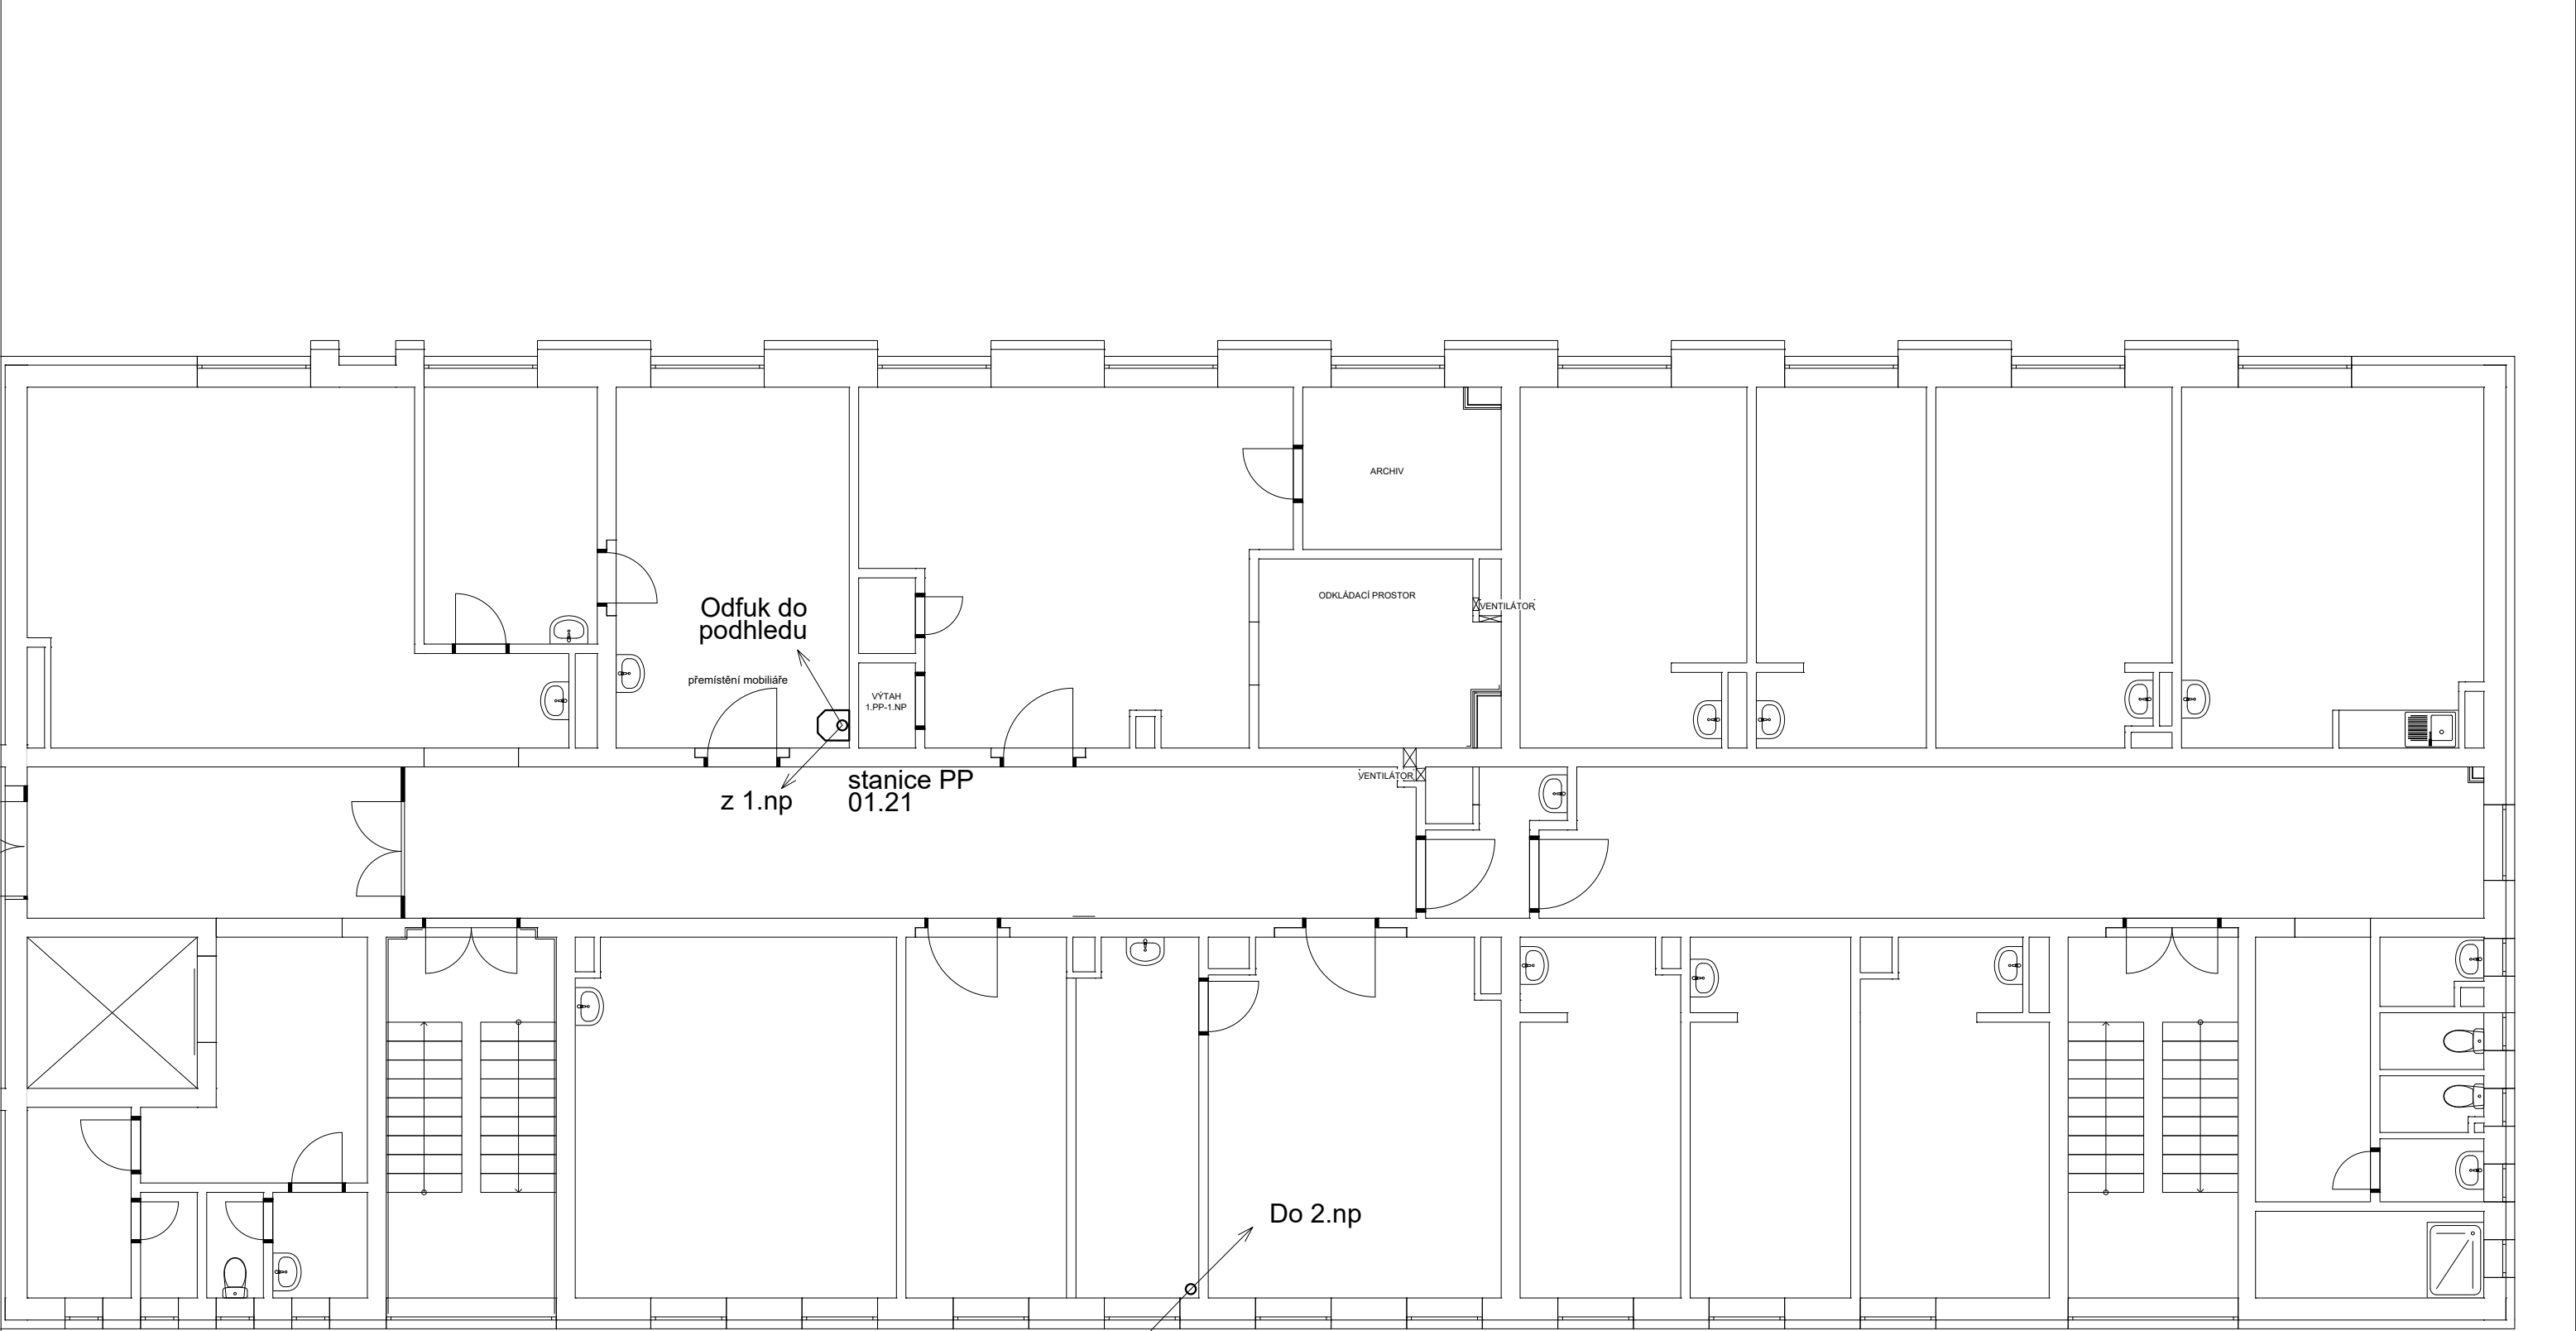 ARCHIV
ODKLÁDACÍ PROSTOR
VENTILÁTOR
Odfuk do
podhledu
přemístění mobiliáře
VÝTAH
1.PP-1.NP
stanice PP
01.21
z 1.np
VENTILÁTOR
Do 2.np